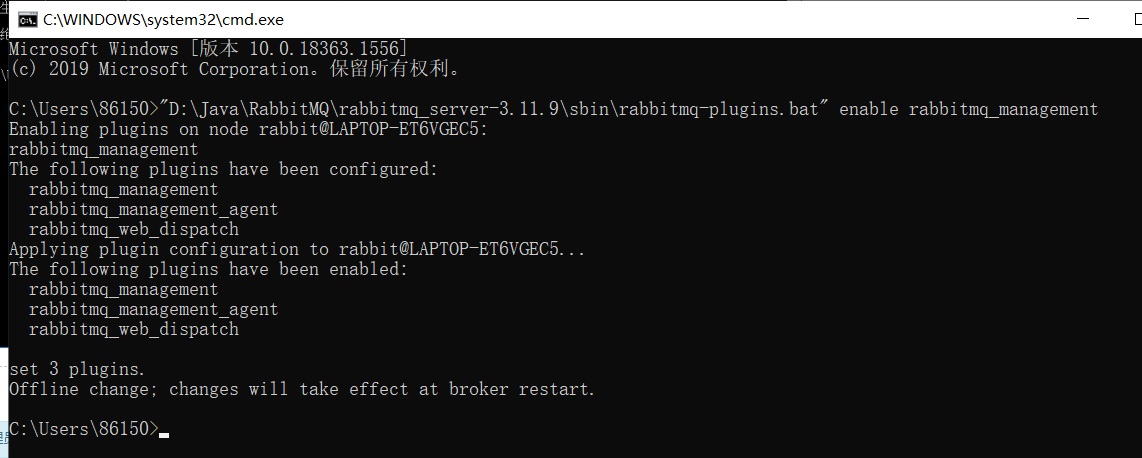 C:\WINDOWS\system32\cmd.exe
Microsoft Windows [版本 10.0.18363.1556]
(c) 2019 Microsoft Corporation。保留所有权利。
C:\Users\86150>"D:\Java\RabbitMQ\rabbitmq_server-3.11.9\sbin\rabbitmq-plugins.bat" enable rabbitmq_management
Enabling plugins on node rabbit@LAPTOP-ET6VGEC5:
rabbitmq_management
The following plugins have been configured:
  rabbitmq_management
  rabbitmq_management_agent
  rabbitmq_web_dispatch
Applying plugin configuration to rabbit@LAPTOP-ET6VGEC5...
The following plugins have been enabled:
  rabbitmq_management
  rabbitmq_management_agent
  rabbitmq_web_dispatch
set 3 plugins.
Offline change; changes will take effect at broker restart.
C:\Users\86150>